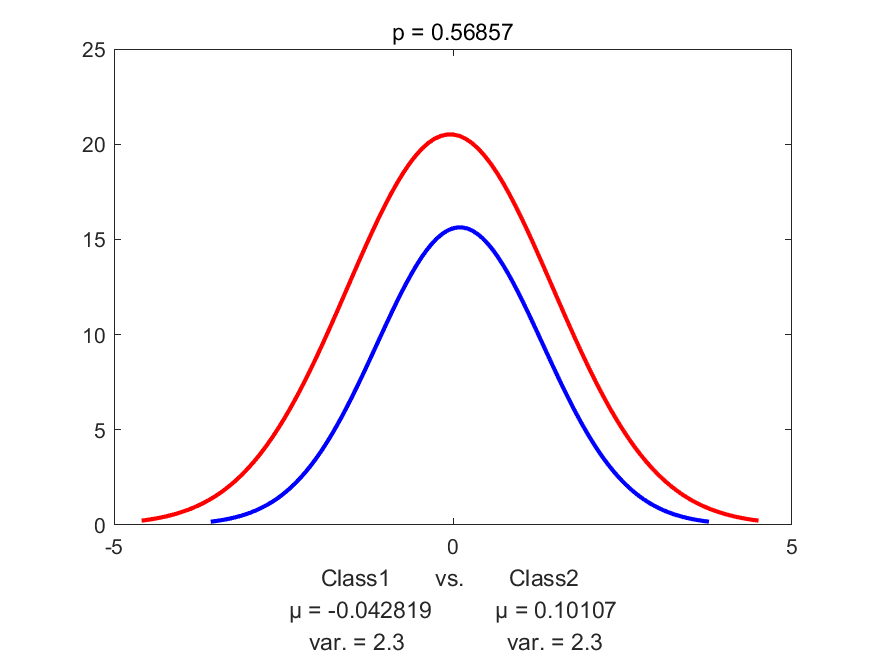 p = 0.56857
25
20
15
10
5
0
-5 0 5
Class1 vs. Class2
μ = -0.042819 μ = 0.10107
var. = 2.3 var. = 2.3